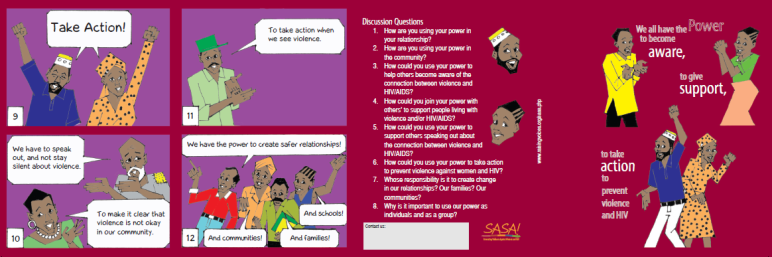 Take Action!
9
To take action when
we see violence.
11
We have to speak
out, and not stay
silent about violence.
To make it clear that
violence is not okay
in our community.
10
We have the power to create safer relationships!
And schools!
And communities!
And families!
12
Discussion Questions
1. How are you using your power in
your relationship?
2. How are you using your power in
the community?
3. How could you use your power to
help others become aware of the
connection between violence and
HIV/AIDS?
4. How could you join your power with
others' to support people living with
violence and/or HIV/AIDS?
5. How could you use your power to
support others speaking out about
the connection between violence and
HIV/AIDS?
6. How could you use your power to take action
to prevent violence against women and HIV?
7. Whose responsibility is it to create change
in our relationships? Our families? Our
communities?
8. Why is it important to use our power as
individuals and as a group?
Contact us:
SASA!
We all have the Power
to become
aware,
to give
support,
to take
action
to
prevent
violence
and HIV